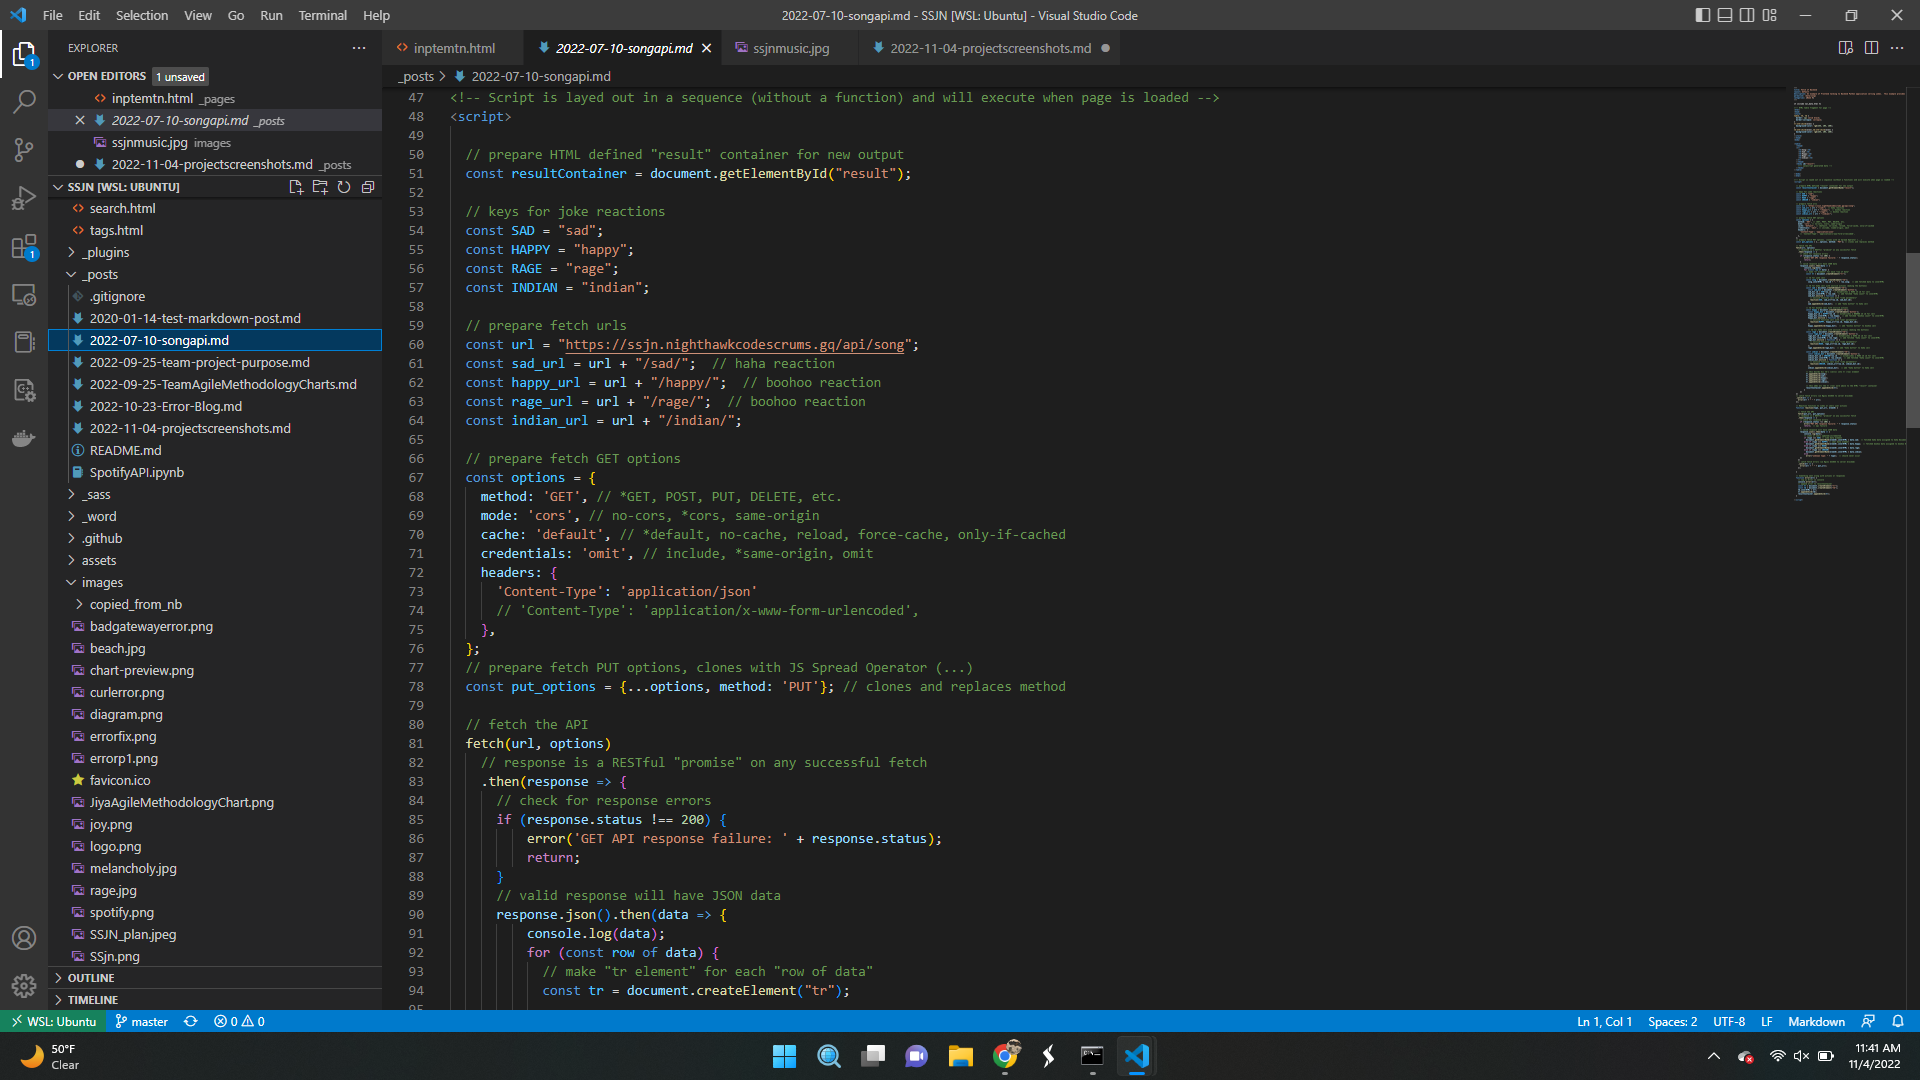 File Edit Selection View Go Run Terminal Help
2022-07-10-songapi.md - SSJN [WSL: Ubuntu] - Visual Studio Code
EXPLORER
OPEN EDITORS 1 unsaved
inptemtn.html _pages
2022-07-10-songapi.md _posts
ssjnmusic.jpg images
2022-11-04-projectscreenshots.md _posts
SSJN [WSL: UBUNTU]
search.html
tags.html
_plugins
_posts
.gitignore
2020-01-14-test-markdown-post.md
2022-07-10-songapi.md
2022-09-25-team-project-purpose.md
2022-09-25-TeamAgileMethodologyCharts.md
2022-10-23-Error-Blog.md
2022-11-04-projectscreenshots.md
README.md
SpotifyAPI.ipynb
_sass
_word
.github
assets
images
copied_from_nb
badgatewayerror.png
beach.jpg
chart-preview.png
curlerror.png
diagram.png
errorfix.png
errorp1.png
favicon.ico
JiyaAgileMethodologyChart.png
joy.png
logo.png
melancholy.jpg
rage.jpg
spotify.png
SSJN_plan.jpeg
SSjn.png
OUTLINE
TIMELINE
inptemtn.html 2022-07-10-songapi.md ssjnmusic.jpg 2022-11-04-projectscreenshots.md
_posts > 2022-07-10-songapi.md
47 <!-- Script is layed out in a sequence (without a function) and will execute when page is loaded -->
48 <script>
49
50 // prepare HTML defined "result" container for new output
51 const resultContainer = document.getElementById("result");
52
53 // keys for joke reactions
54 const SAD = "sad";
55 const HAPPY = "happy";
56 const RAGE = "rage";
57 const INDIAN = "indian";
58
59 // prepare fetch urls
60 const url = "https://ssjn.nighthawkcodescrums.gq/api/song";
61 const sad_url = url + "/sad/"; // haha reaction
62 const happy_url = url + "/happy/"; // boohoo reaction
63 const rage_url = url + "/rage/"; // boohoo reaction
64 const indian_url = url + "/indian/";
65
66 // prepare fetch GET options
67 const options = {
68 method: 'GET', // *GET, POST, PUT, DELETE, etc.
69 mode: 'cors', // no-cors, *cors, same-origin
70 cache: 'default', // *default, no-cache, reload, force-cache, only-if-cached
71 credentials: 'omit', // include, *same-origin, omit
72 headers: {
73 'Content-Type': 'application/json'
74 // 'Content-Type': 'application/x-www-form-urlencoded',
75 },
76 };
77 // prepare fetch PUT options, clones with JS Spread Operator (...)
78 const put_options = {...options, method: 'PUT'}; // clones and replaces method
79
80 // fetch the API
81 fetch(url, options)
82 // response is a RESTful "promise" on any successful fetch
83 .then(response => {
84 // check for response errors
85 if (response.status !== 200) {
86 error('GET API response failure: ' + response.status);
87 return;
88 }
89 // valid response will have JSON data
90 response.json().then(data => {
91 console.log(data);
92 for (const row of data) {
93 // make "tr element" for each "row of data"
94 const tr = document.createElement("tr");
95
WSL: Ubuntu master 0 0 Ln 1, Col 1 Spaces: 2 UTF-8 LF Markdown
50°F
Clear
11:41 AM
11/4/2022